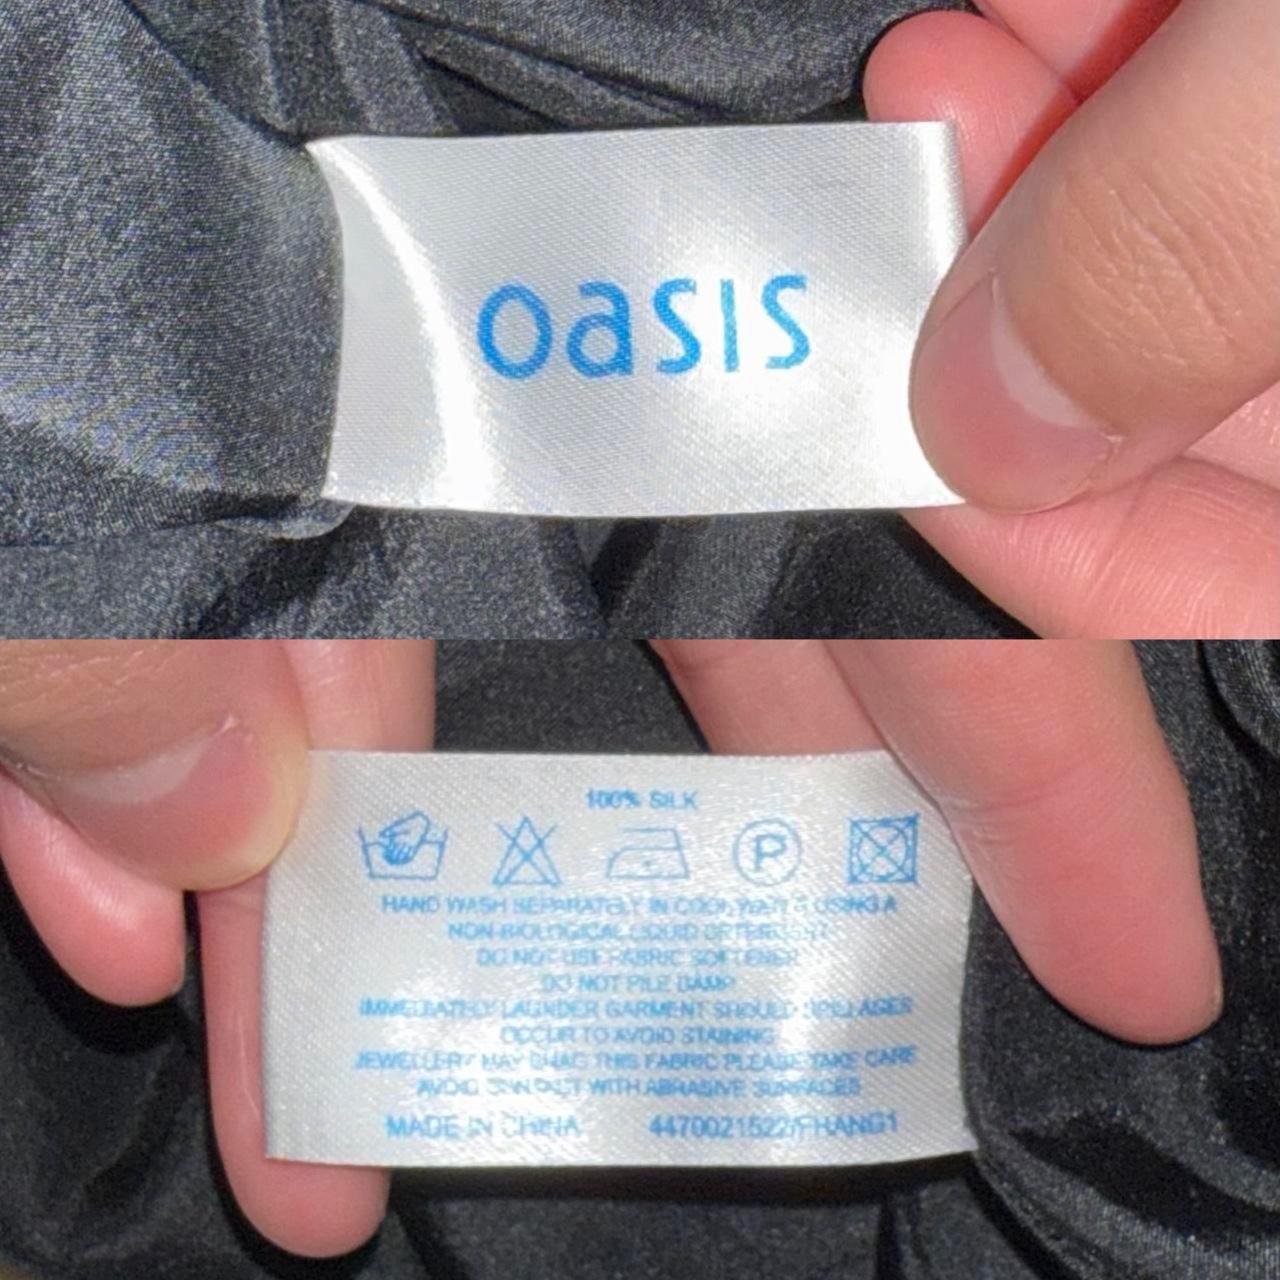 oasis
100% SILK
P
HAND WASH SEPARATELY IN COOL WATER USING A
NON-BIOLOGICAL LIQUID DETERGENT
DO NOT USE FABRIC SOFTENER
DO NOT PILE DAMP
IMMEDIATELY LAUNDER GARMENT SHOULD SPILLAGES
OCCUR TO AVOID STAINING
JEWELLERY MAY SNAG THIS FABRIC PLEASE TAKE CARE
AVOID CONTACT WITH ABRASIVE SURFACES
MADE IN CHINA 4470021522/FHANG1